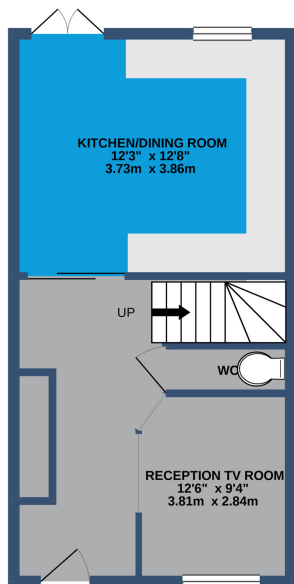 KITCHEN/DINING ROOM
12'3" x 12'8"
3.73m x 3.86m
UP
WC
RECEPTION TV ROOM
12'6" x 9'4"
3.81m x 2.84m